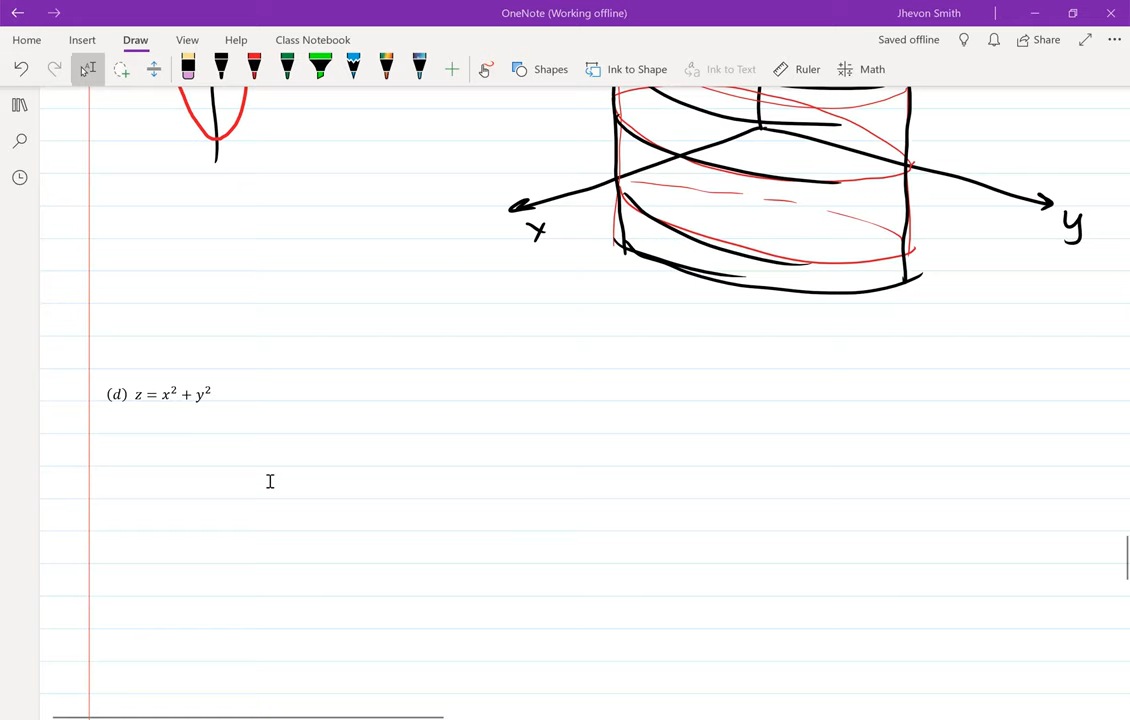 OneNote (Working offline)
Jhevon Smith
Home Insert Draw View Help Class Notebook
Saved offline
Share
Shapes
Ink to Shape
Ink to Text
Ruler
Math
x
y
(d) z = x² + y²